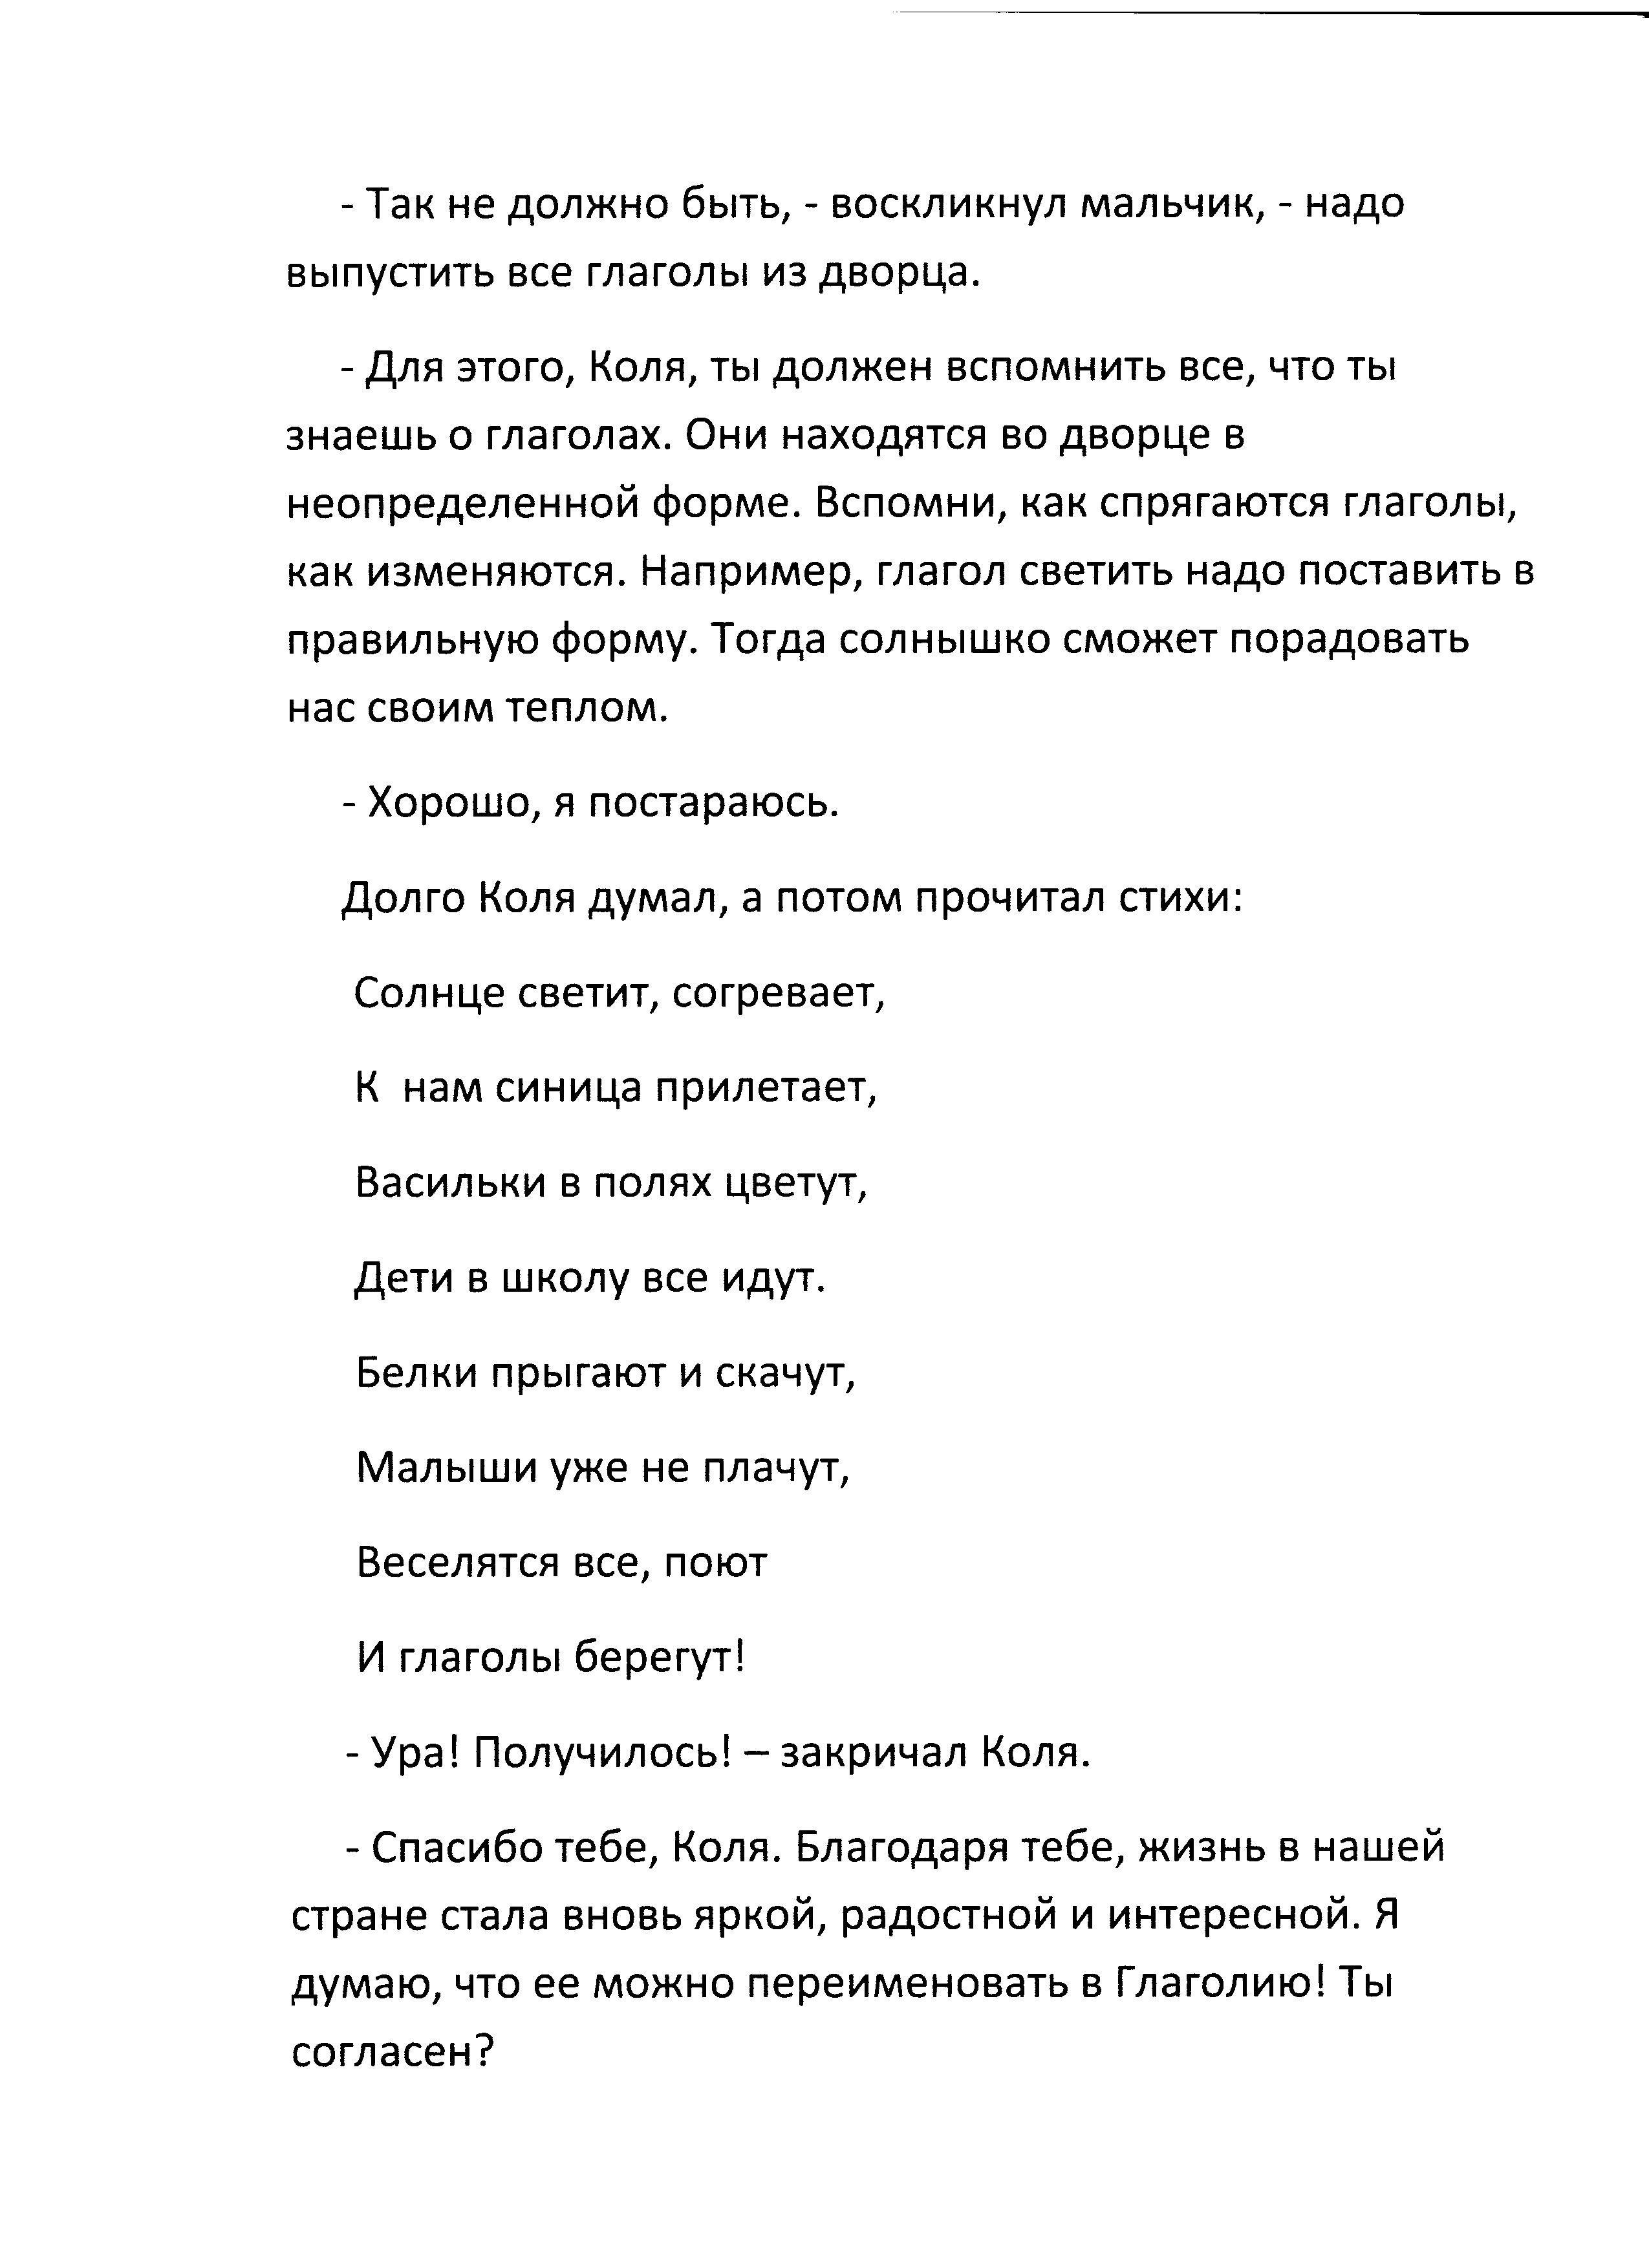 - Так не должно быть, - воскликнул мальчик, - надо
выпустить все глаголы из дворца.
- Для этого, Коля, ты должен вспомнить все, что ты
знаешь о глаголах. Они находятся во дворце в
неопределенной форме. Вспомни, как спрягаются глаголы,
как изменяются. Например, глагол светить надо поставить в
правильную форму. Тогда солнышко сможет порадовать
нас своим теплом.
- Хорошо, я постараюсь.
Долго Коля думал, а потом прочитал стихи:
Солнце светит, согревает,
К  нам синица прилетает,
Васильки в полях цветут,
Дети в школу все идут.
Белки прыгают и скачут,
Малыши уже не плачут,
Веселятся все, поют
И глаголы берегут!
- Ура! Получилось! – закричал Коля.
- Спасибо тебе, Коля. Благодаря тебе, жизнь в нашей
стране стала вновь яркой, радостной и интересной. Я
думаю, что ее можно переименовать в Глаголию! Ты
согласен?